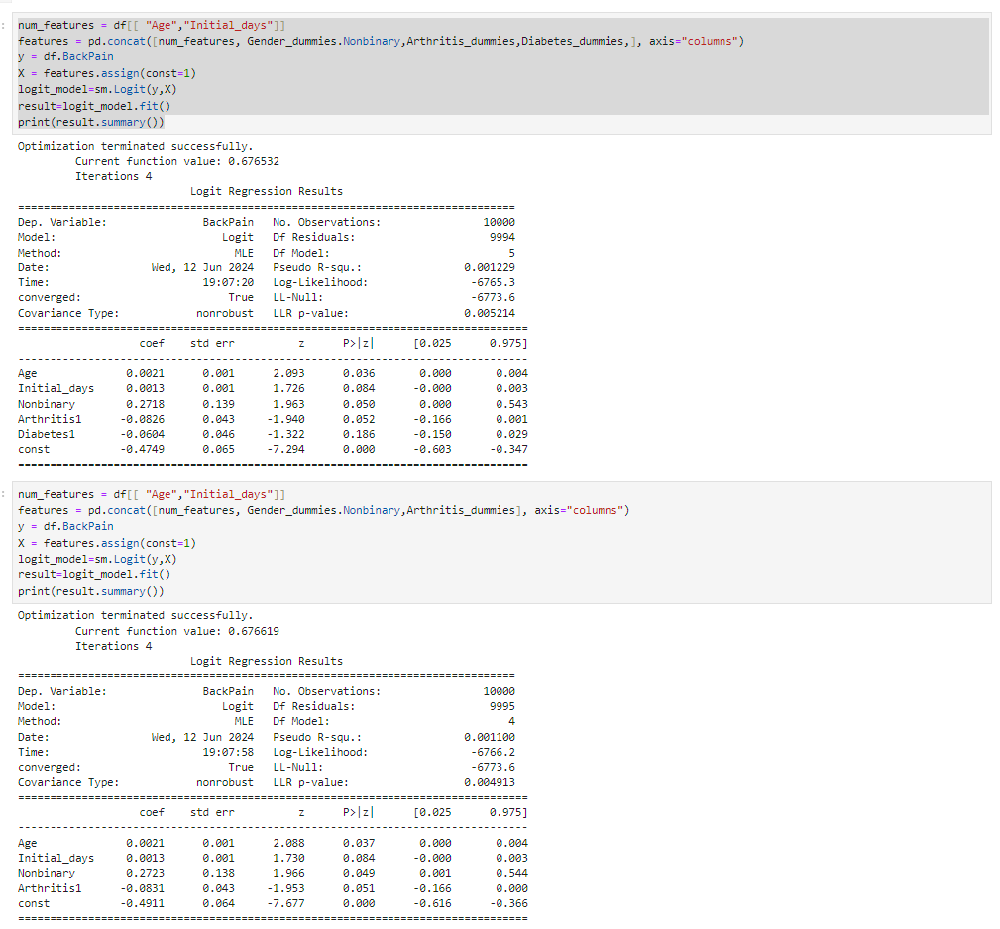 num_features = df[[ "Age","Initial_days"]]
features = pd.concat([num_features, Gender_dummies.Nonbinary,Arthritis_dummies,Diabetes_dummies,], axis="columns")
y = df.BackPain
X = features.assign(const=1)
logit_model=sm.Logit(y,X)
result=logit_model.fit()
print(result.summary())
Optimization terminated successfully.
         Current function value: 0.676532
         Iterations 4
                           Logit Regression Results
==============================================================================
Dep. Variable:               BackPain   No. Observations:                10000
Model:                          Logit   Df Residuals:                     9994
Method:                           MLE   Df Model:                            5
Date:                Wed, 12 Jun 2024   Pseudo R-squ.:                0.001229
Time:                        19:07:20   Log-Likelihood:                -6765.3
converged:                       True   LL-Null:                       -6773.6
Covariance Type:            nonrobust   LLR p-value:                  0.005214
================================================================================
                   coef    std err          z      P>|z|      [0.025      0.975]
--------------------------------------------------------------------------------
Age              0.0021      0.001      2.093      0.036       0.000       0.004
Initial_days     0.0013      0.001      1.726      0.084      -0.000       0.003
Nonbinary        0.2718      0.139      1.963      0.050       0.000       0.543
Arthritis1      -0.0826      0.043     -1.940      0.052      -0.166       0.001
Diabetes1       -0.0604      0.046     -1.322      0.186      -0.150       0.029
const           -0.4749      0.065     -7.294      0.000      -0.603      -0.347
================================================================================
num_features = df[[ "Age","Initial_days"]]
features = pd.concat([num_features, Gender_dummies.Nonbinary,Arthritis_dummies], axis="columns")
y = df.BackPain
X = features.assign(const=1)
logit_model=sm.Logit(y,X)
result=logit_model.fit()
print(result.summary())
Optimization terminated successfully.
         Current function value: 0.676619
         Iterations 4
                           Logit Regression Results
==============================================================================
Dep. Variable:               BackPain   No. Observations:                10000
Model:                          Logit   Df Residuals:                     9995
Method:                           MLE   Df Model:                            4
Date:                Wed, 12 Jun 2024   Pseudo R-squ.:                0.001100
Time:                        19:07:58   Log-Likelihood:                -6766.2
converged:                       True   LL-Null:                       -6773.6
Covariance Type:            nonrobust   LLR p-value:                  0.004913
================================================================================
                   coef    std err          z      P>|z|      [0.025      0.975]
--------------------------------------------------------------------------------
Age              0.0021      0.001      2.088      0.037       0.000       0.004
Initial_days     0.0013      0.001      1.730      0.084      -0.000       0.003
Nonbinary        0.2723      0.138      1.966      0.049       0.001       0.544
Arthritis1      -0.0831      0.043     -1.953      0.051      -0.166       0.000
const           -0.4911      0.064     -7.677      0.000      -0.616      -0.366
================================================================================